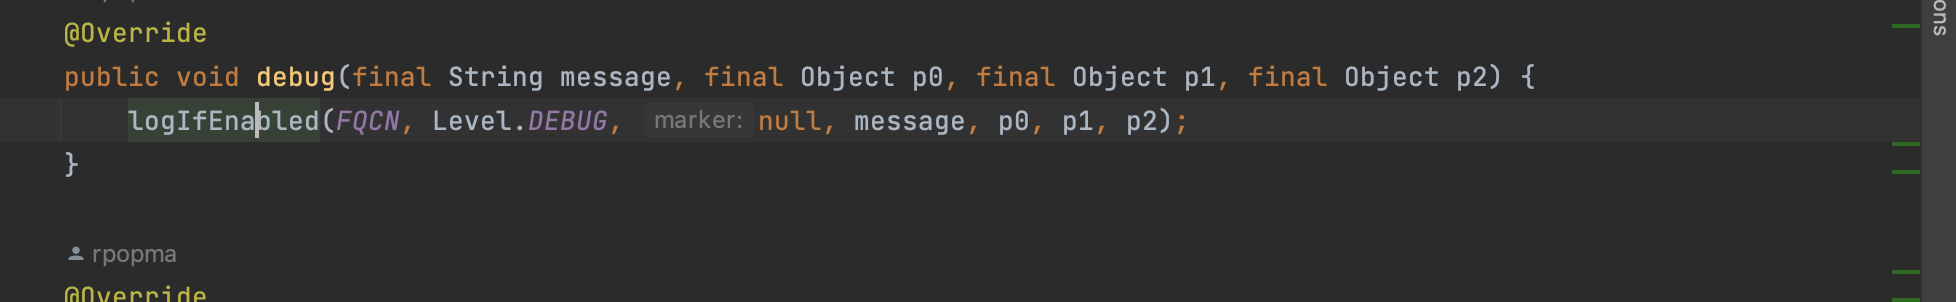 @Override
public void debug(final String message, final Object p0, final Object p1, final Object p2) {
logIfEnabled(FQCN, Level.DEBUG, marker: null, message, p0, p1, p2);
}
rpopma
@Override